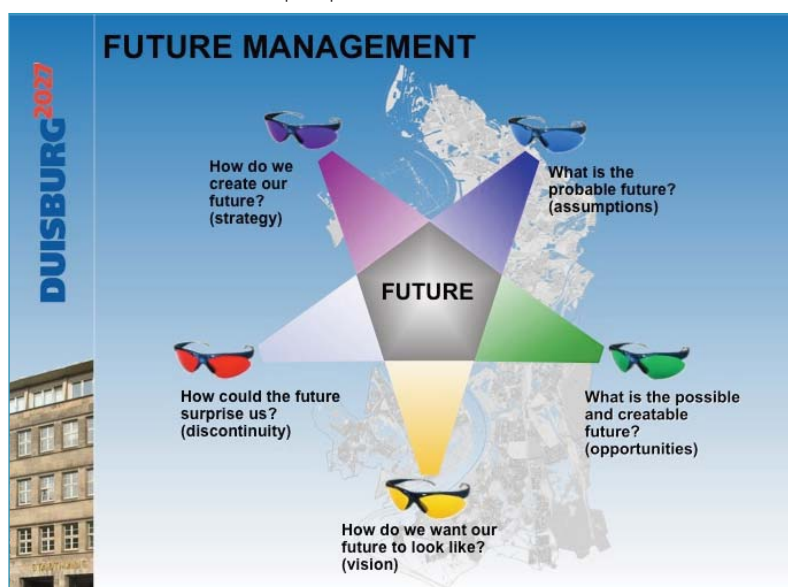 FUTURE MANAGEMENT
DUISBURG2027
How do we
create our
future?
(strategy)
What is the
probable future?
(assumptions)
FUTURE
How could the future
surprise us?
(discontinuity)
What is the possible
and creatable
future?
(opportunities)
How do we want our
future to look like?
(vision)